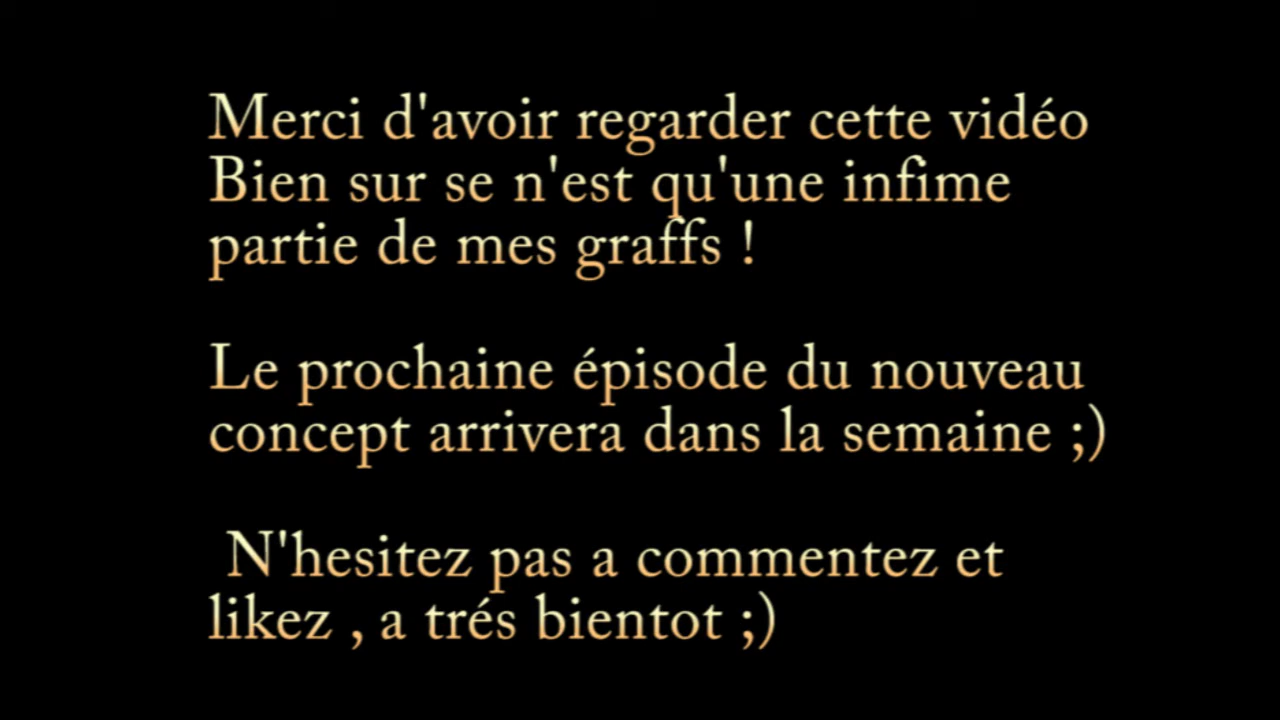 Merci d'avoir regarder cette vidéo
Bien sur se n'est qu'une infime
partie de mes graffs !
Le prochaine épisode du nouveau
concept arrivera dans la semaine ;)
N'hesitez pas a commentez et
likez , a trés bientot ;)